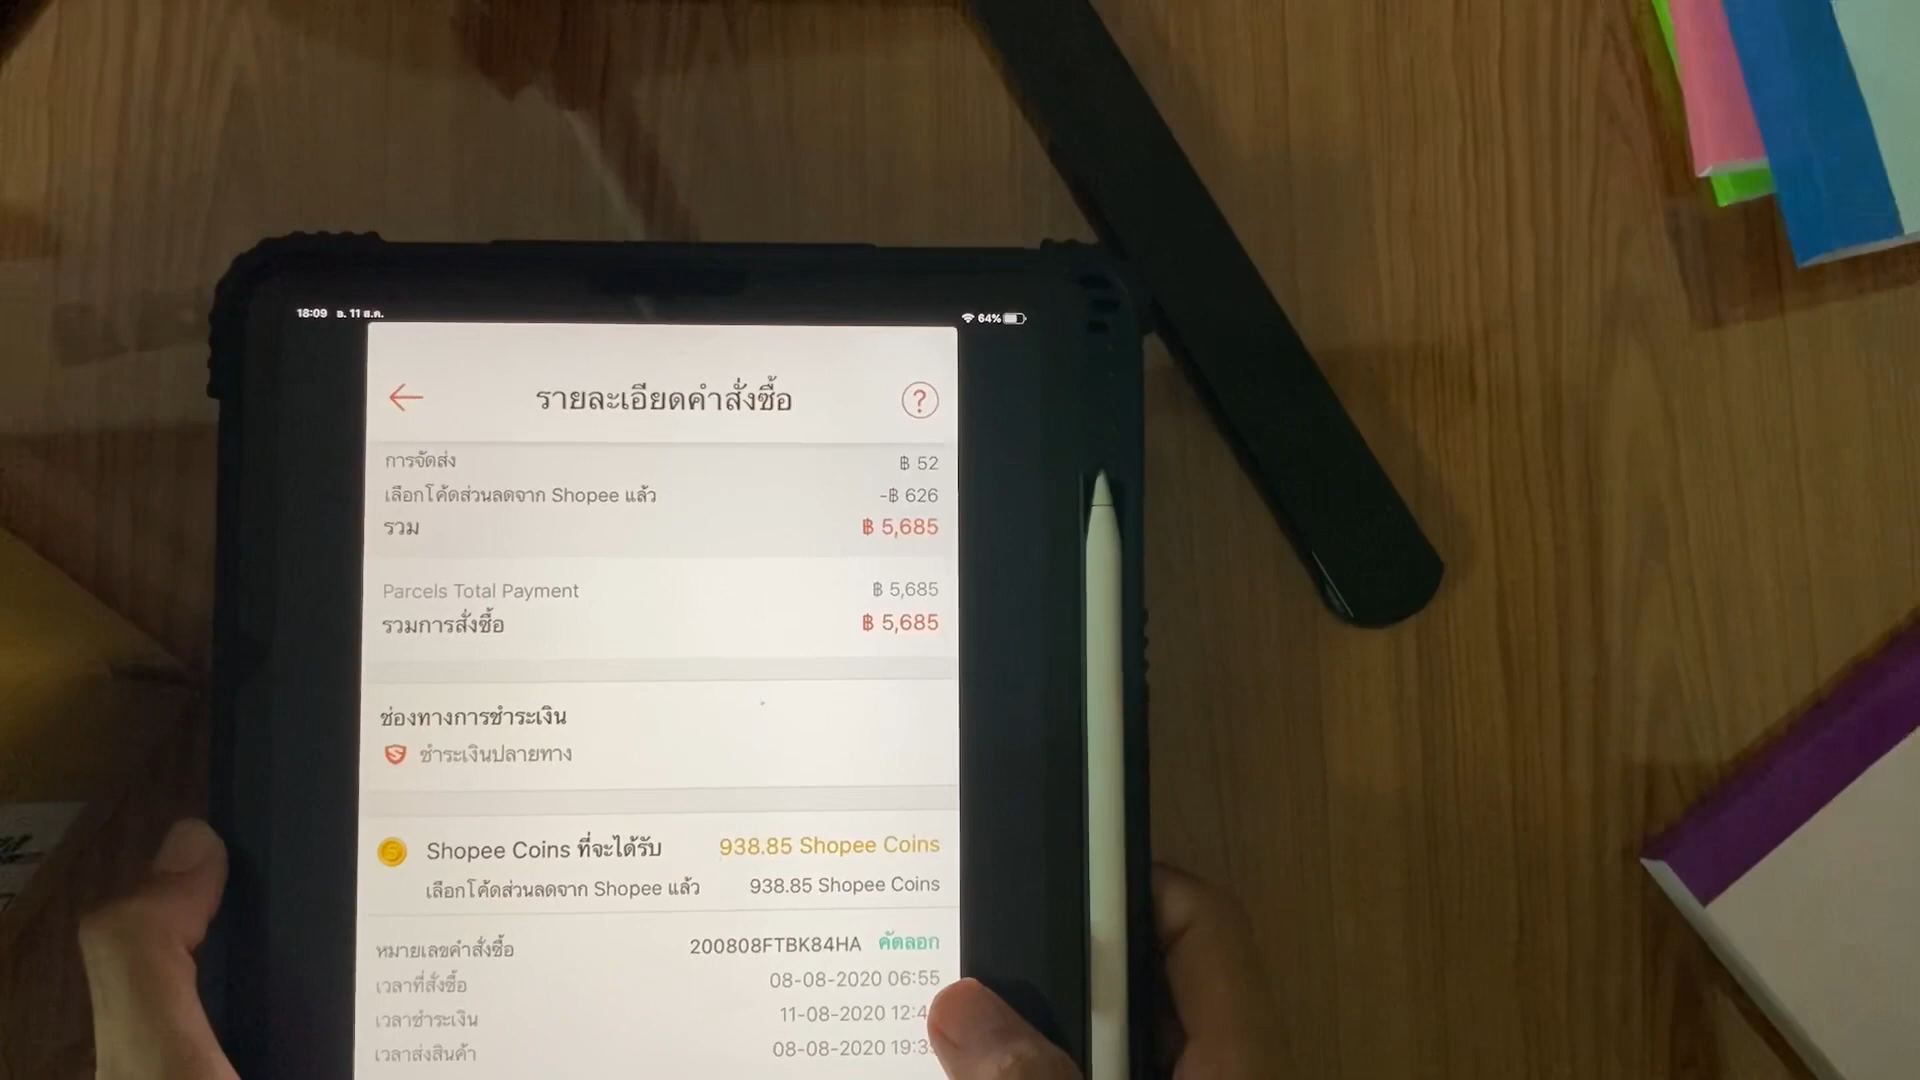 18:09 อ. 11 ส.ค. 64%
รายละเอียดคำสั่งซื้อ ?
การจัดส่ง ฿ 52
เลือกโค้ดส่วนลดจาก Shopee แล้ว -฿ 626
รวม ฿ 5,685
Parcels Total Payment ฿ 5,685
รวมการสั่งซื้อ ฿ 5,685
ช่องทางการชำระเงิน
ชำระเงินปลายทาง
Shopee Coins ที่จะได้รับ 938.85 Shopee Coins
เลือกโค้ดส่วนลดจาก Shopee แล้ว 938.85 Shopee Coins
หมายเลขคำสั่งซื้อ 200808FTBK84HA คัดลอก
เวลาที่สั่งซื้อ 08-08-2020 06:55
เวลาชำระเงิน 11-08-2020
เวลาส่งสินค้า 08-08-2020